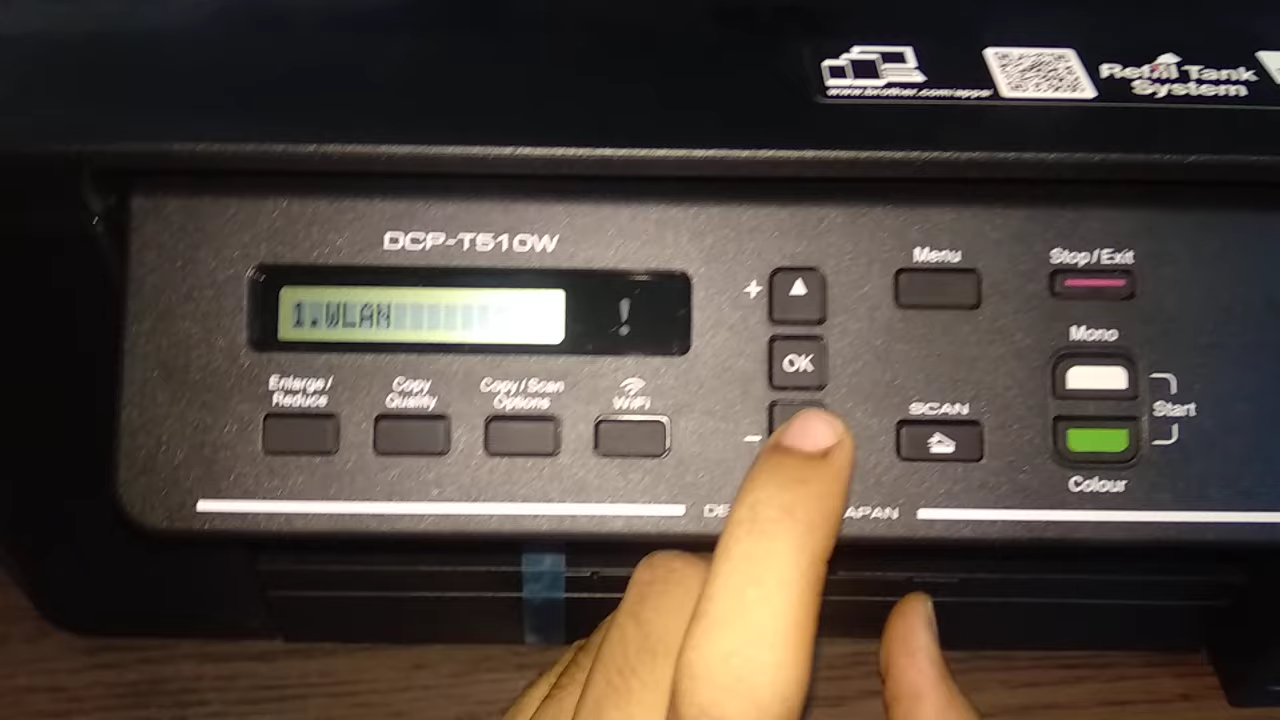 www.brother.com/apps/
Refill Tank
System
DCP-T510W
1.WLAN
!
Enlarge/
Reduce
Copy
Quality
Copy/Scan
Options
WiFi
+
OK
-
Menu
Stop/Exit
Mono
SCAN
Start
Colour